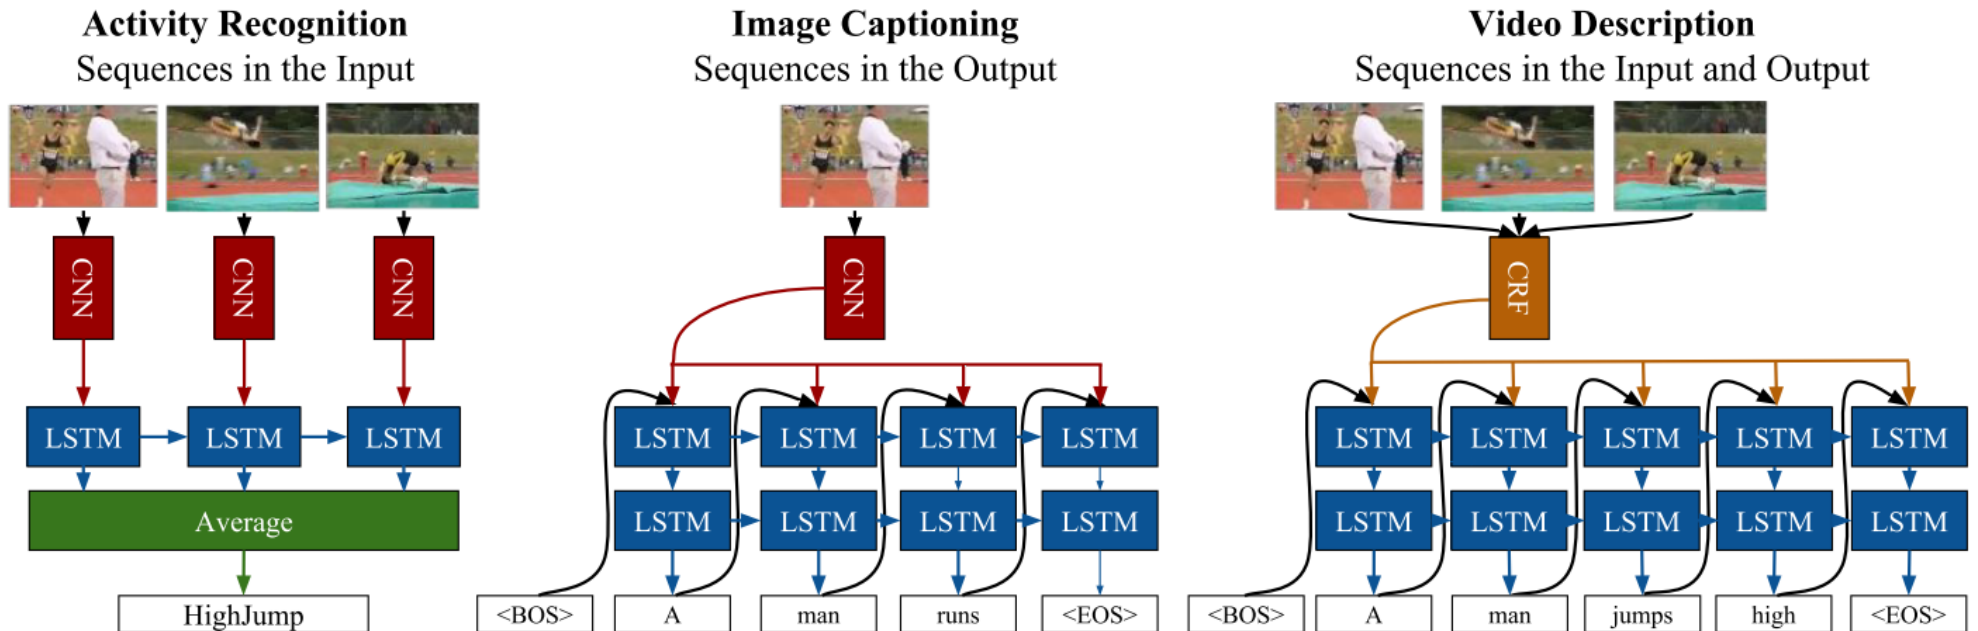 Activity Recognition
Sequences in the Input
CNN
CNN
CNN
LSTM
LSTM
LSTM
Average
HighJump
Image Captioning
Sequences in the Output
CNN
LSTM LSTM LSTM LSTM
LSTM LSTM LSTM LSTM
<BOS> A man runs <EOS>
Video Description
Sequences in the Input and Output
CRF
LSTM LSTM LSTM LSTM LSTM
LSTM LSTM LSTM LSTM LSTM
<BOS> A man jumps high <EOS>